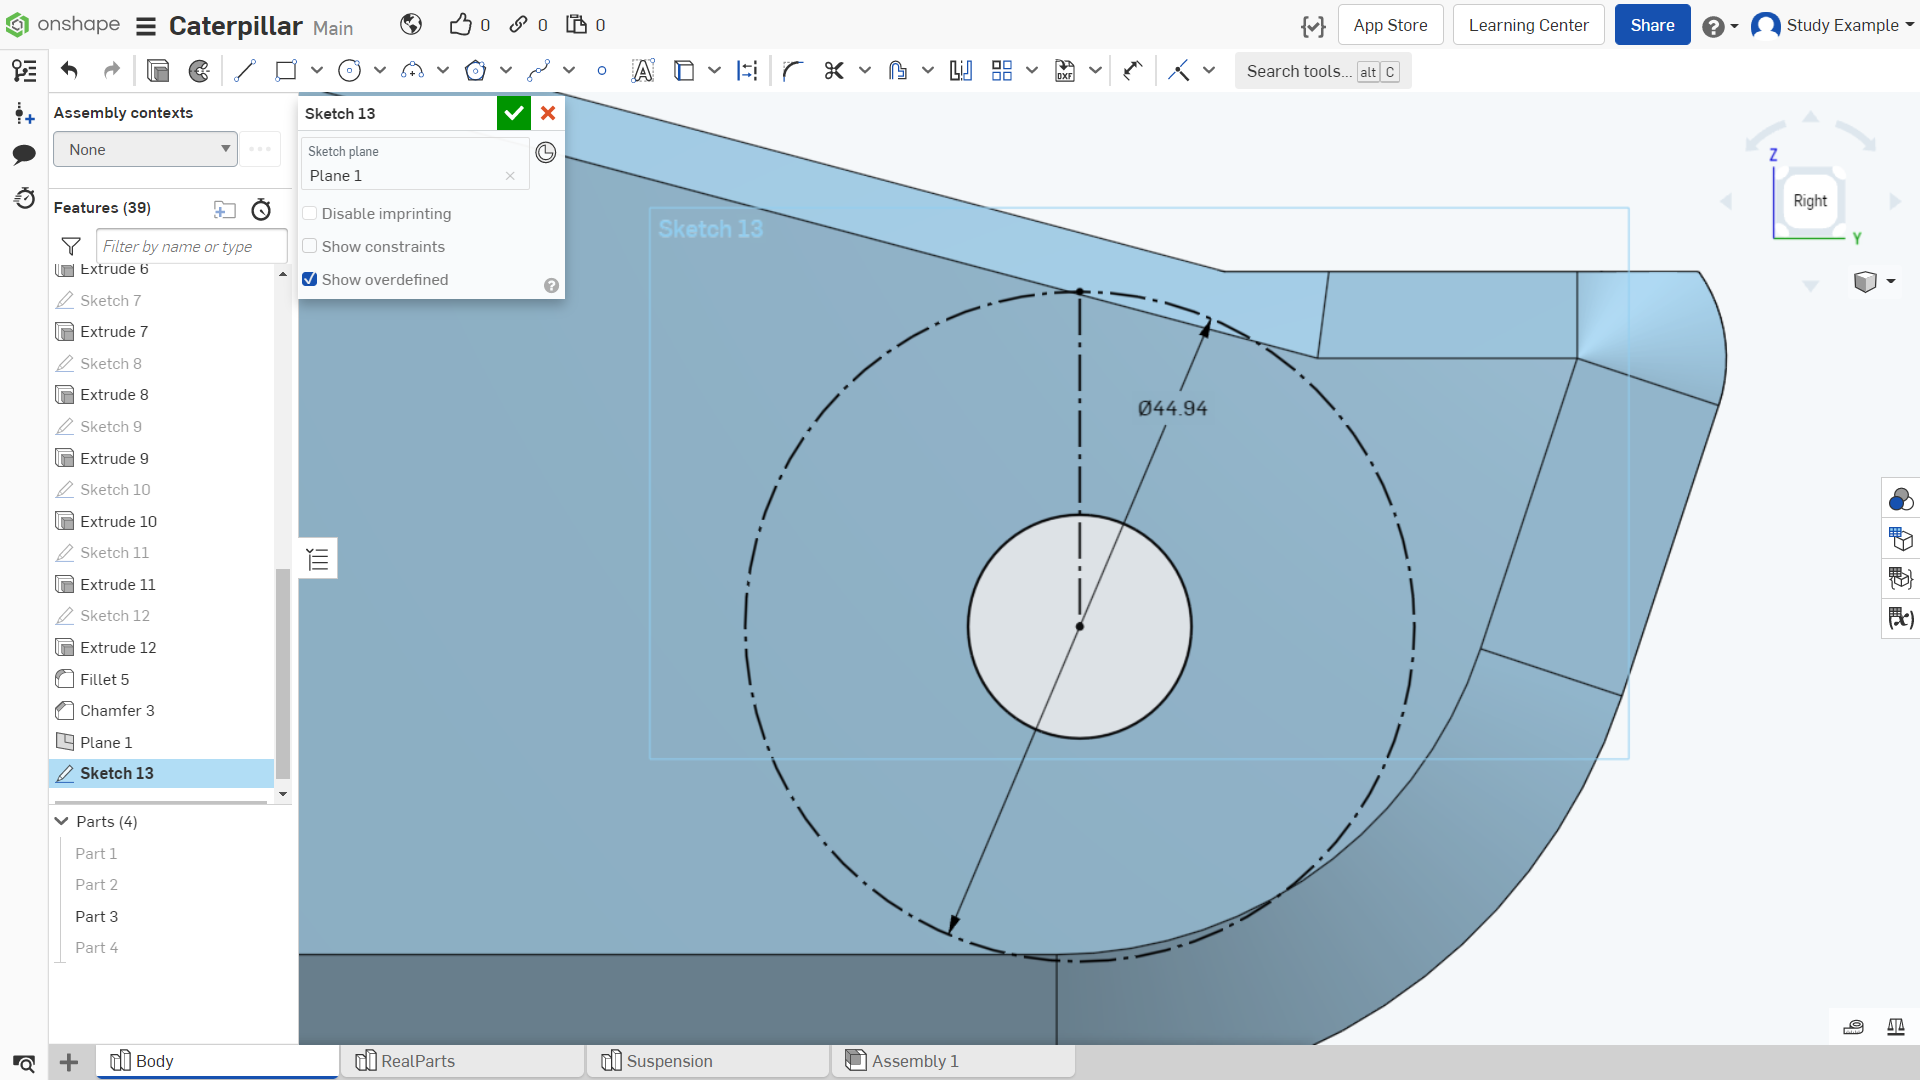 onshape
Caterpillar Main
0
0
0
App Store
Learning Center
Share
Study Example
Search tools... alt C
Assembly contexts
None
Features (39)
Filter by name or type
Extrude 6
Sketch 7
Extrude 7
Sketch 8
Extrude 8
Sketch 9
Extrude 9
Sketch 10
Extrude 10
Sketch 11
Extrude 11
Sketch 12
Extrude 12
Fillet 5
Chamfer 3
Plane 1
Sketch 13
Parts (4)
Part 1
Part 2
Part 3
Part 4
Sketch 13
Sketch plane
Plane 1
Disable imprinting
Show constraints
Show overdefined
Sketch 13
Ø44.94
Z
Right
Y
Body
RealParts
Suspension
Assembly 1